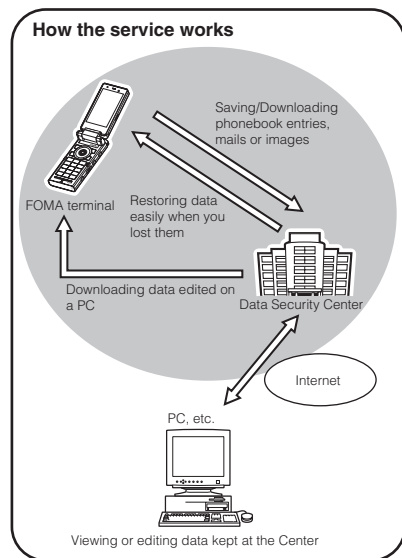 How the service works
Saving/Downloading
phonebook entries,
mails or images
FOMA terminal
Restoring data
easily when you
lost them
Downloading data edited on
a PC
Data Security Center
Internet
PC, etc.
Viewing or editing data kept at the Center